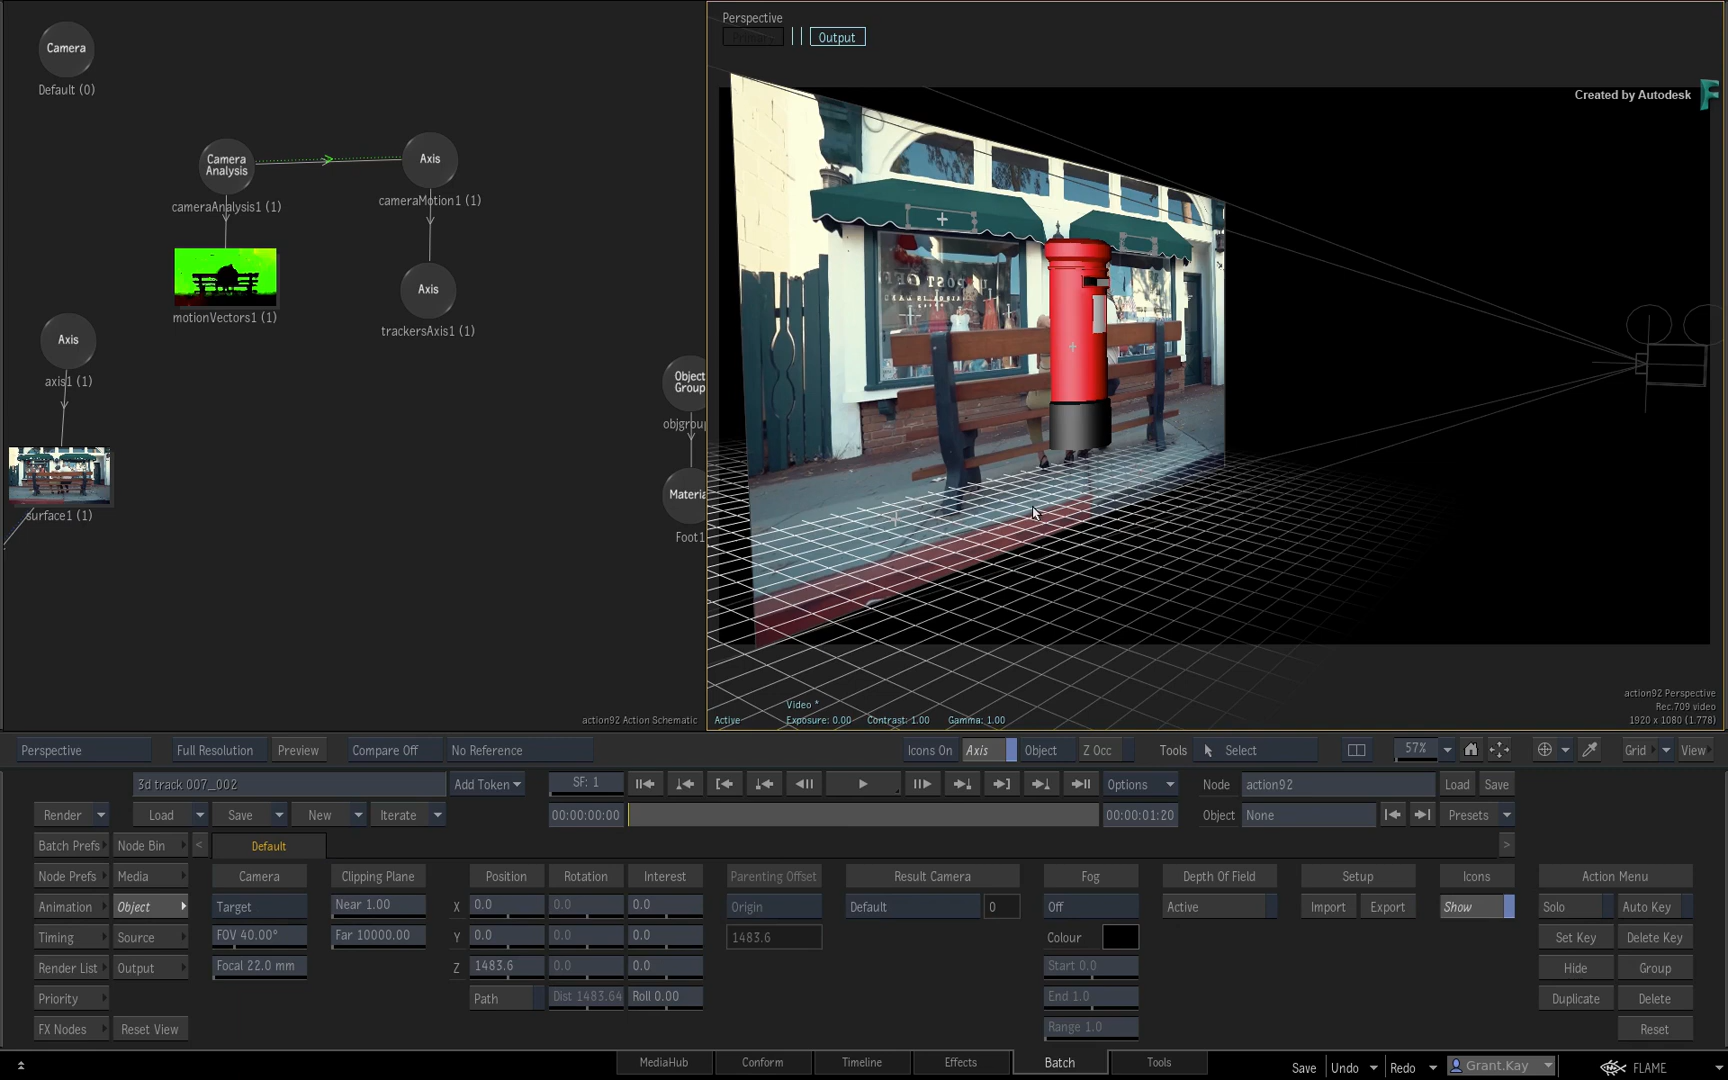 Camera
Default (0)
Camera
Analysis
cameraAnalysis1 (1)
Axis
cameraMotion1 (1)
motionVectors1 (1)
Axis
trackersAxis1 (1)
Axis
axis1 (1)
surface1 (1)
Object
Group
objgrou
Materia
Foot1
action92 Action Schematic
Perspective
Output
Created by Autodesk
POST OFF
Video *
Active Exposure: 0.00 Contrast: 1.00 Gamma: 1.00
action92 Perspective
Rec.709 video
1920 x 1080 (1.778)
Perspective Full Resolution Preview Compare Off No Reference Icons On Axis Object Z Occ Tools Select 57% Grid View
3d track 007_002 Add Token SF: 1 Options Node action92 Load Save
Render Load Save New Iterate 00:00:00:00 00:00:01:20 Object None Presets
Batch Prefs Node Bin < Default >
Node Prefs Media Camera Clipping Plane Position Rotation Interest Parenting Offset Result Camera Fog Depth Of Field Setup Icons Action Menu
Animation Object Target Near 1.00 X 0.0 0.0 0.0 Origin Default 0 Off Active Import Export Show Solo Auto Key
Timing Source FOV 40.00° Far 10000.00 Y 0.0 0.0 0.0 1483.6 Colour Set Key Delete Key
Render List Output Focal 22.0 mm Z 1483.6 0.0 0.0 Start 0.0 Hide Group
Priority Path Dist 1483.64 Roll 0.00 End 1.0 Duplicate Delete
FX Nodes Reset View Range 1.0 Reset
MediaHub Conform Timeline Effects Batch Tools Save Undo Redo Grant.Kay FLAME